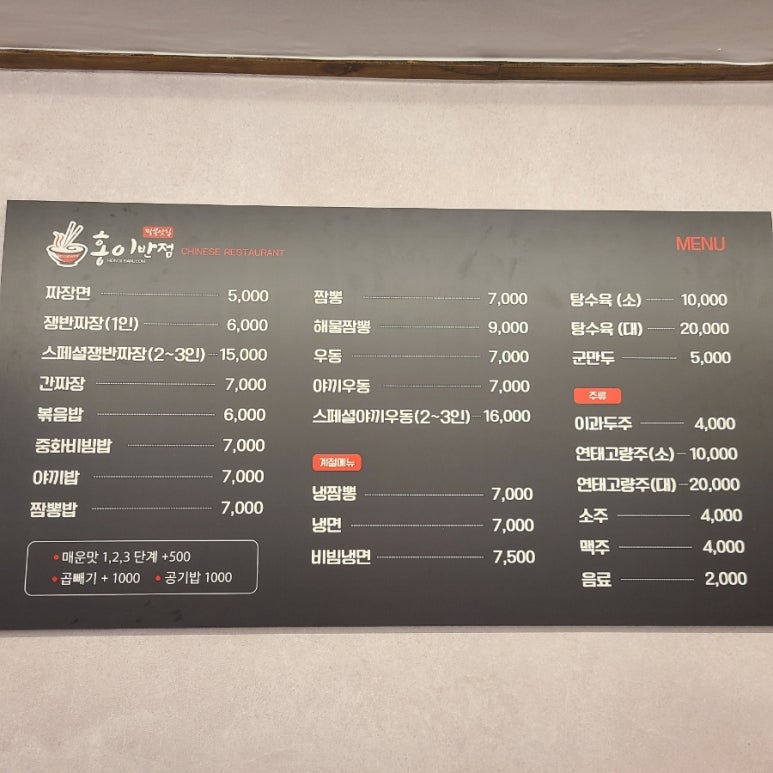 짬뽕맛집
홍이반점 CHINESE RESTAURANT
MENU
짜장면 5,000
쟁반짜장(1인) 6,000
스페셜쟁반짜장(2~3인) 15,000
간짜장 7,000
볶음밥 6,000
중화비빔밥 7,000
야끼밥 7,000
짬뽕밥 7,000
• 매운맛 1,2,3 단계 +500
• 곱빼기 + 1000 • 공기밥 1000
짬뽕 7,000
해물짬뽕 9,000
우동 7,000
야끼우동 7,000
스페셜야끼우동(2~3인) 16,000
계절메뉴
냉짬뽕 7,000
냉면 7,000
비빔냉면 7,500
탕수육 (소) 10,000
탕수육 (대) 20,000
군만두 5,000
주류
이과두주 4,000
연태고량주(소) 10,000
연태고량주(대) 20,000
소주 4,000
맥주 4,000
음료 2,000